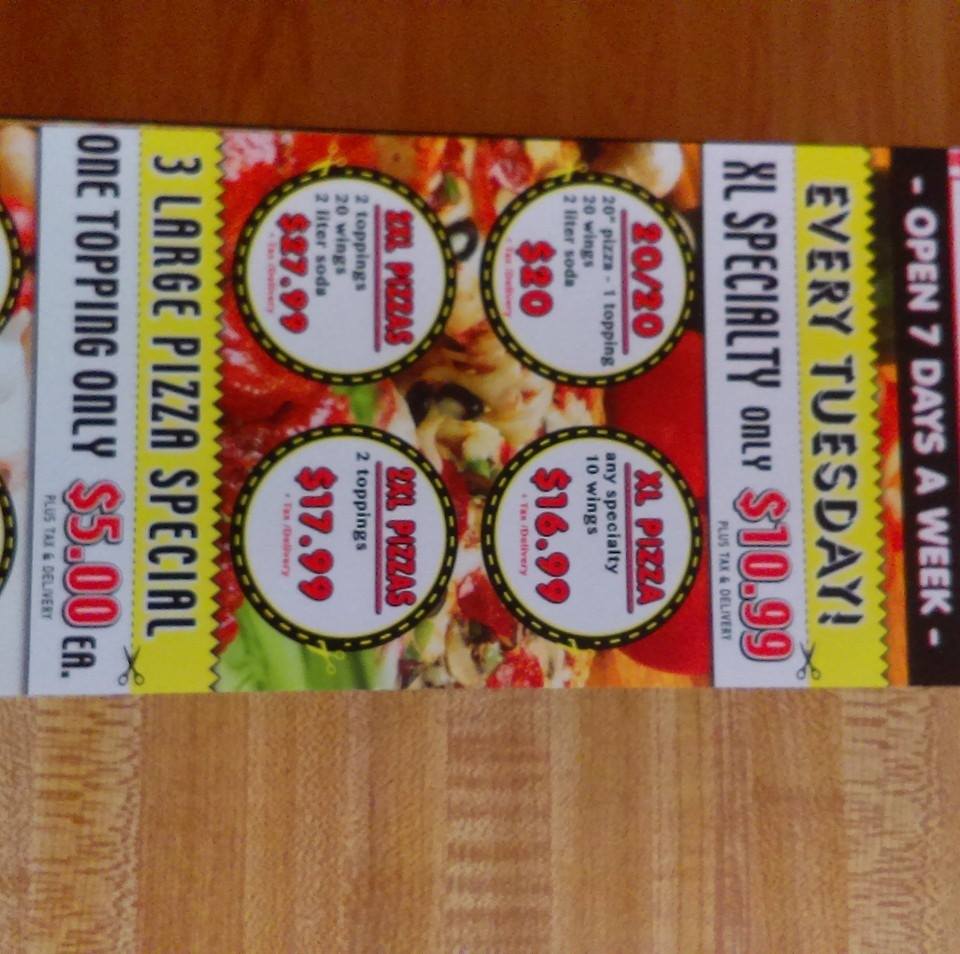 - OPEN 7 DAYS A WEEK -
EVERY TUESDAY!
XL SPECIALTY ONLY $10.99
PLUS TAX & DELIVERY
20/20
20" pizza - 1 topping
20 wings
2 liter soda
$20
+ Tax /Delivery
XL PIZZA
any specialty
10 wings
$16.99
+ Tax /Delivery
2XL PIZZAS
2 toppings
20 wings
2 liter soda
$27.99
+ Tax /Delivery
2XL PIZZAS
2 toppings
$17.99
+ Tax /Delivery
3 LARGE PIZZA SPECIAL
ONE TOPPING ONLY $5.00 EA.
PLUS TAX & DELIVERY